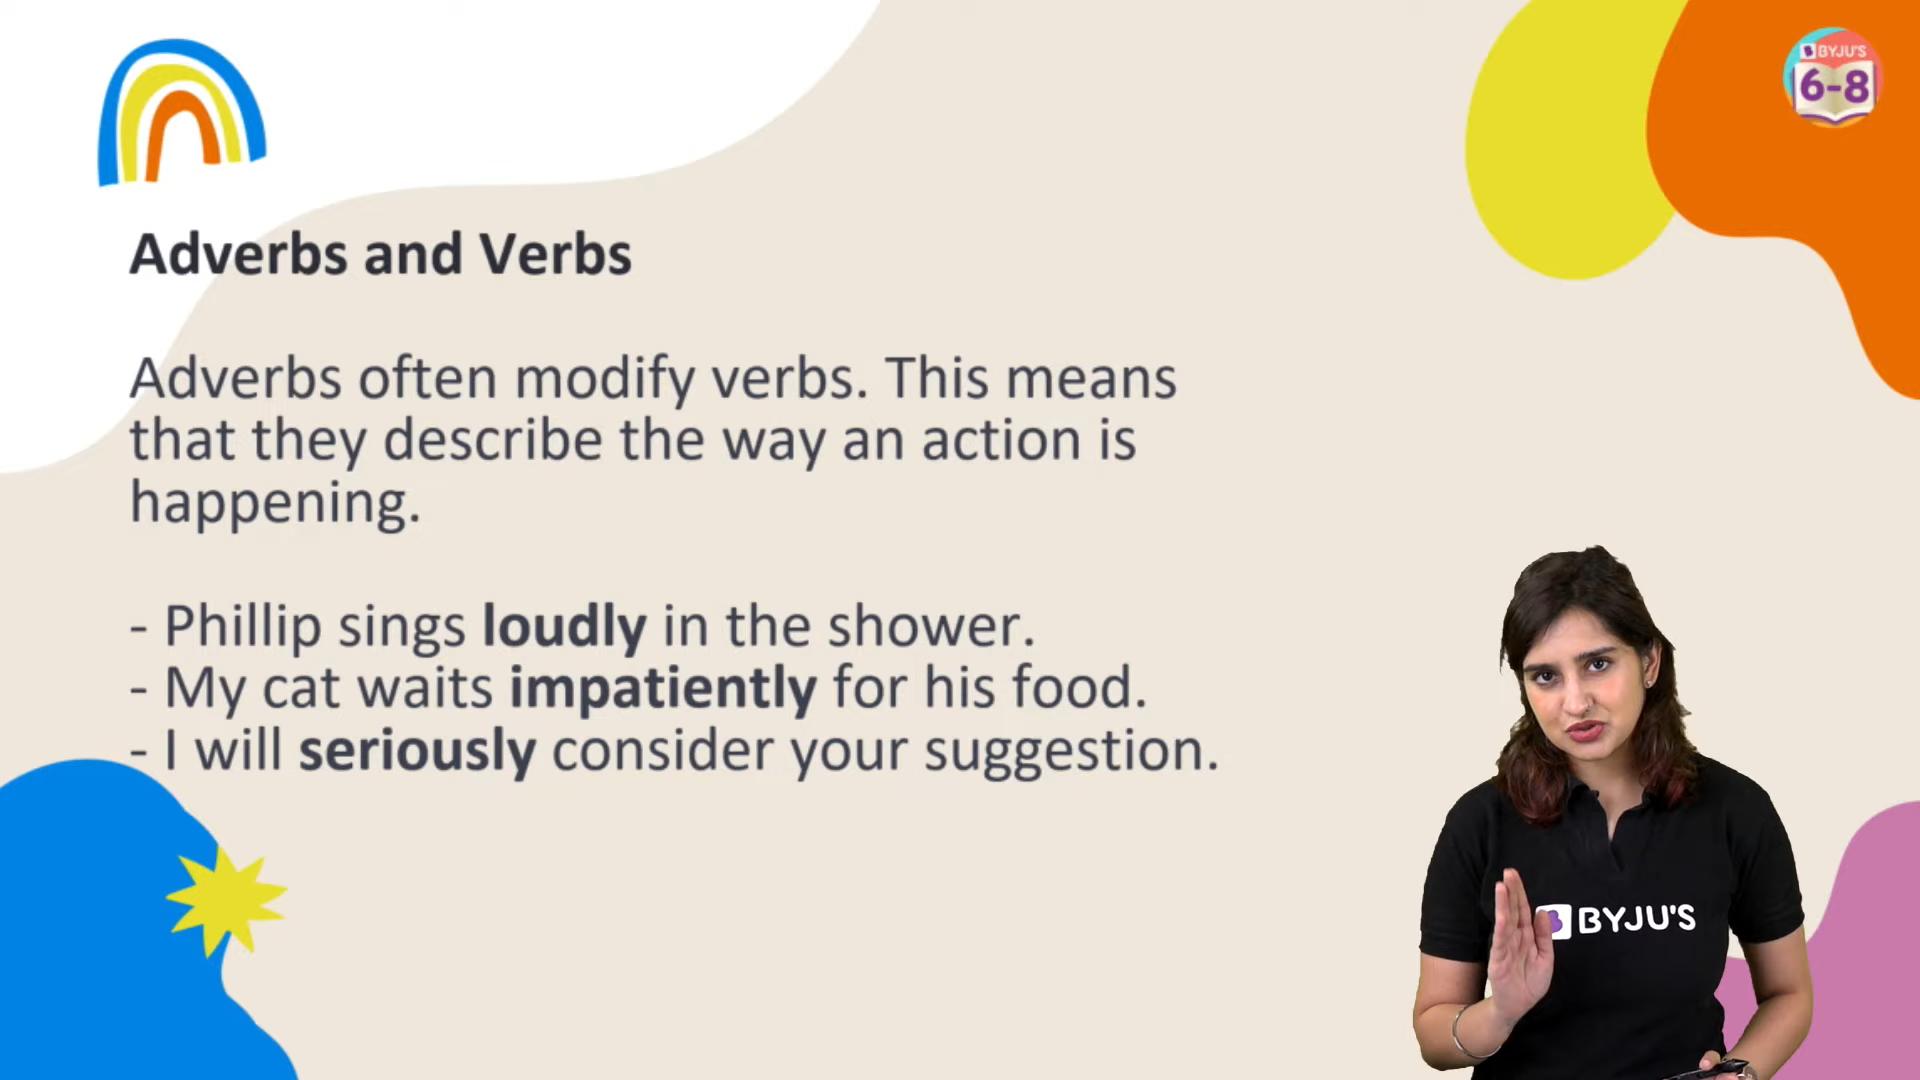 BYJU'S
6-8
Adverbs and Verbs
Adverbs often modify verbs. This means
that they describe the way an action is
happening.
- Phillip sings loudly in the shower.
- My cat waits impatiently for his food.
- I will seriously consider your suggestion.
BYJU'S